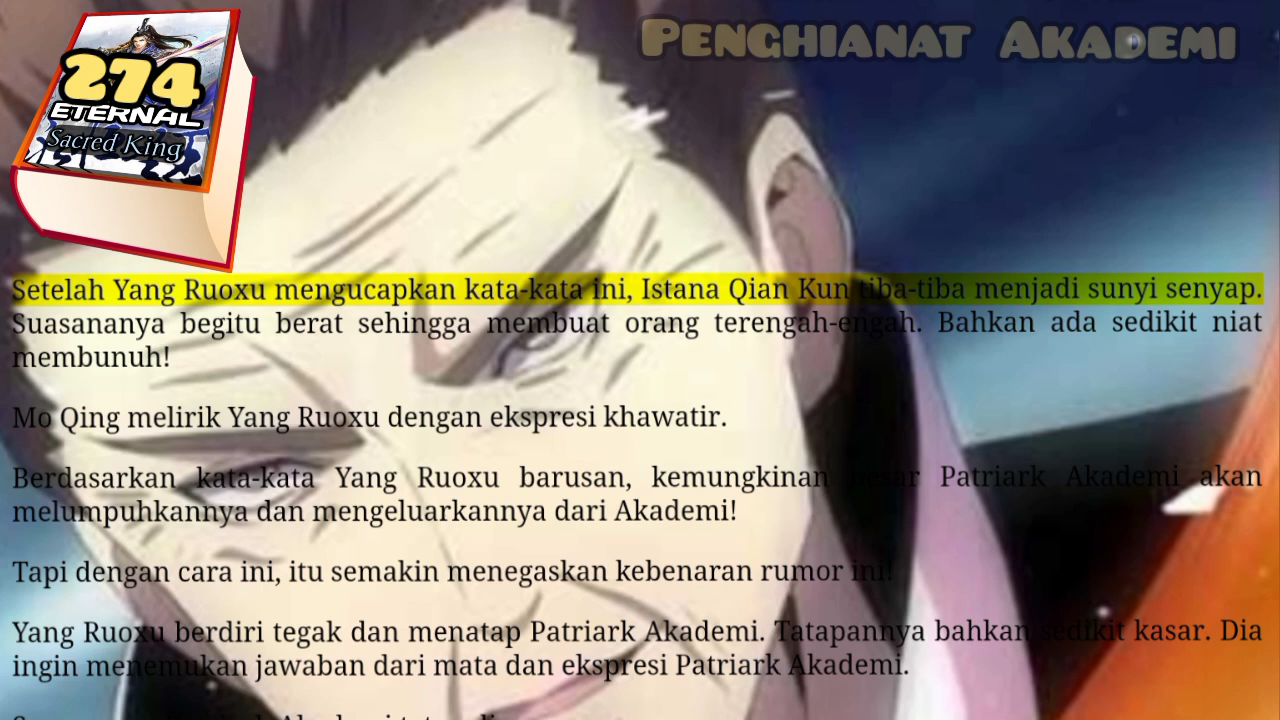 Penghianat Akademi
274
ETERNAL
Sacred King
Setelah Yang Ruoxu mengucapkan kata-kata ini, Istana Qian Kun tiba-tiba menjadi sunyi senyap.
Suasananya begitu berat sehingga membuat orang terengah-engah. Bahkan ada sedikit niat
membunuh!
Mo Qing melirik Yang Ruoxu dengan ekspresi khawatir.
Berdasarkan kata-kata Yang Ruoxu barusan, kemungkinan besar Patriark Akademi akan
melumpuhkannya dan mengeluarkannya dari Akademi!
Tapi dengan cara ini, itu semakin menegaskan kebenaran rumor ini!
Yang Ruoxu berdiri tegak dan menatap Patriark Akademi. Tatapannya bahkan sedikit kasar. Dia
ingin menemukan jawaban dari mata dan ekspresi Patriark Akademi.